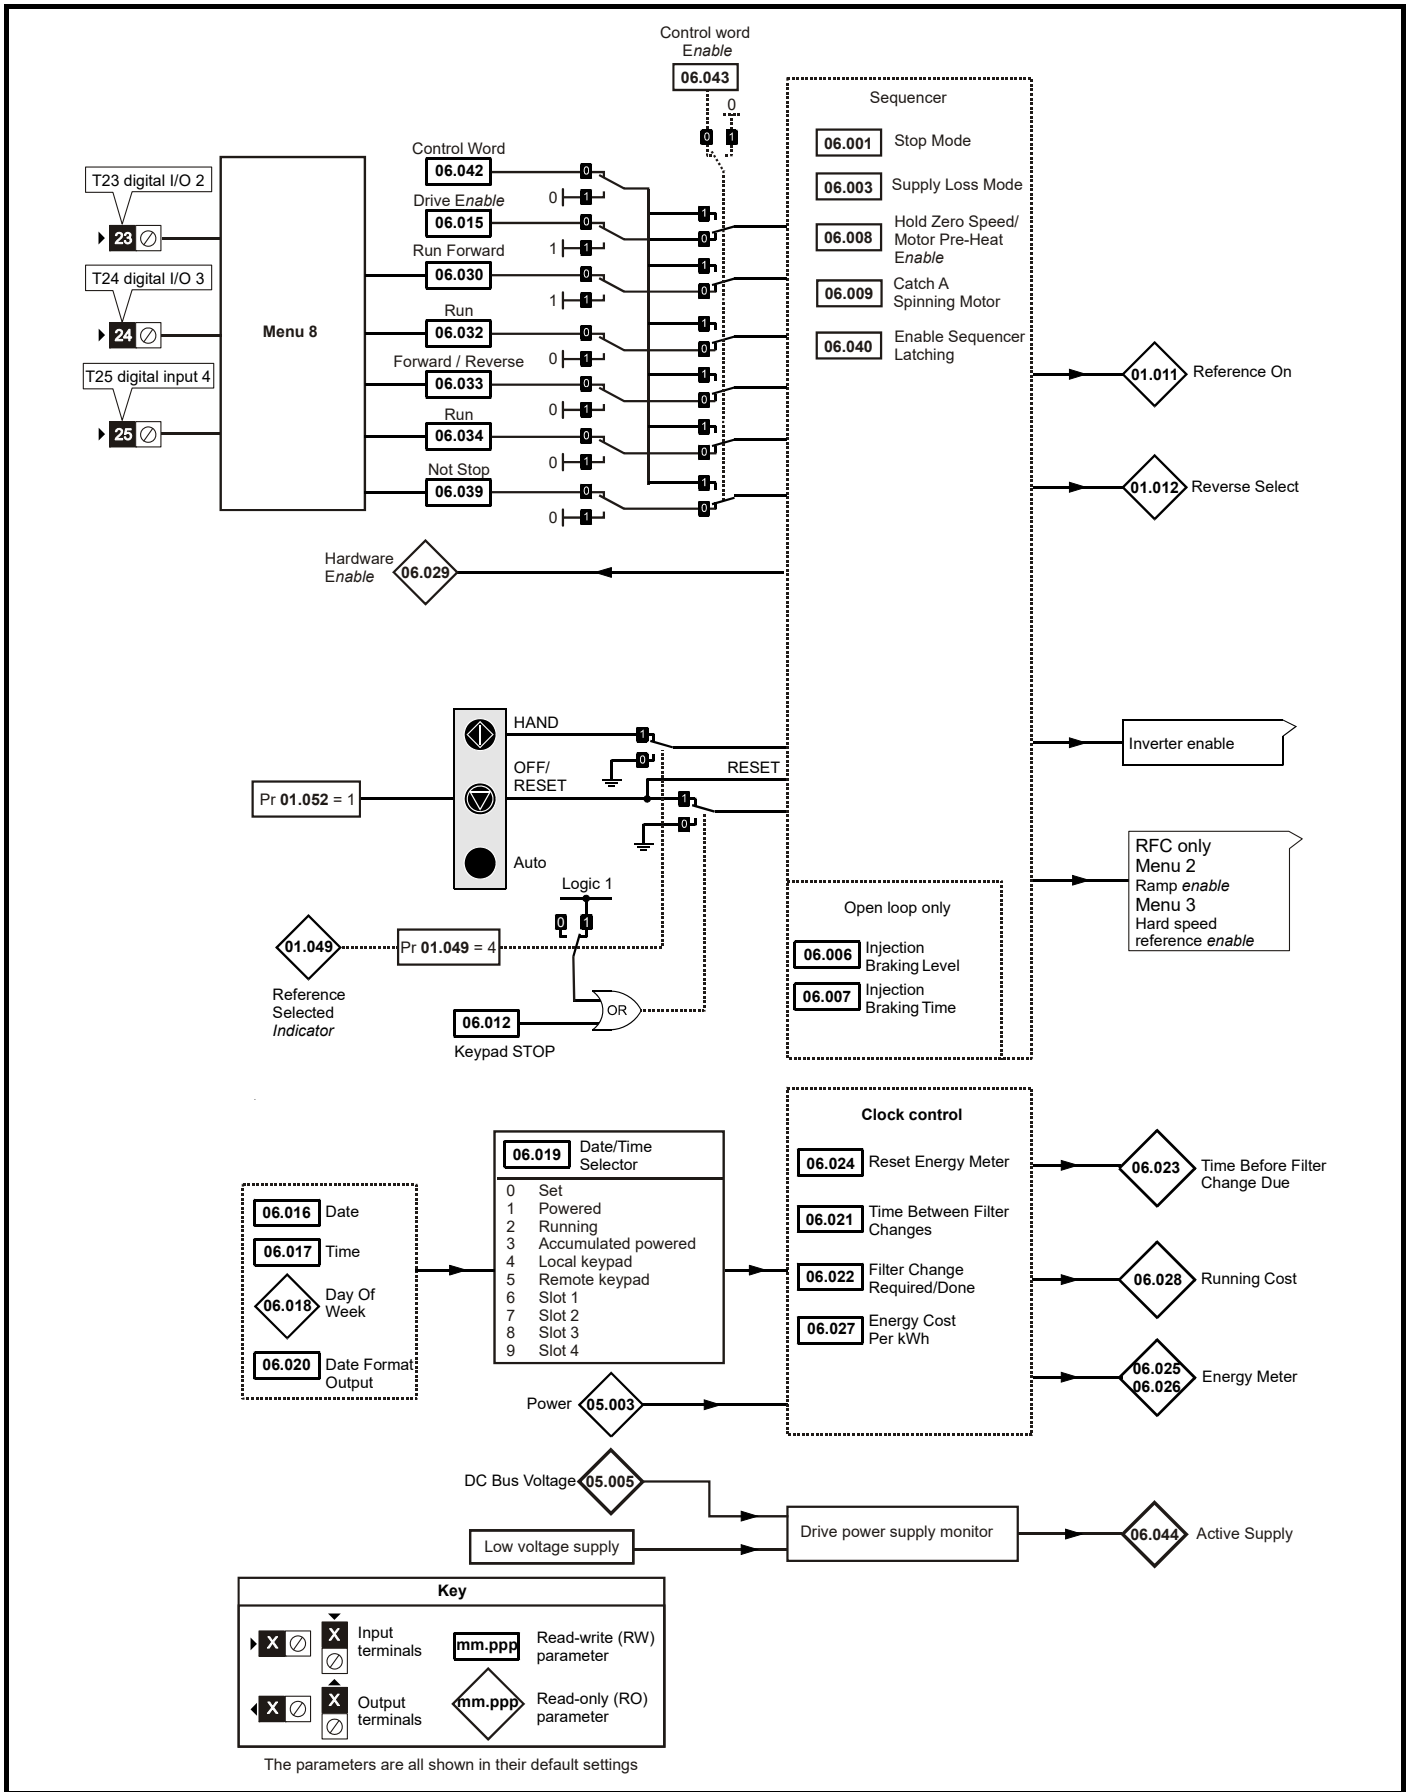 Control word
Enable
06.043
0
0
1
Sequencer
06.001
Stop Mode
06.003
Supply Loss Mode
06.008
Hold Zero Speed/
Motor Pre-Heat
Enable
06.009
Catch A
Spinning Motor
06.040
Enable Sequencer
Latching
T23 digital I/O 2
23
T24 digital I/O 3
24
T25 digital input 4
25
Menu 8
Control Word
06.042
0
0
1
Drive Enable
06.015
0
1
1
Run Forward
06.030
0
1
1
Run
06.032
0
0
1
Forward / Reverse
06.033
0
0
1
Run
06.034
0
0
1
Not Stop
06.039
0
0
1
1
0
1
0
1
0
1
0
1
0
1
0
01.011
Reference On
01.012
Reverse Select
Hardware
Enable
06.029
HAND
1
0
OFF/
RESET
RESET
1
0
Auto
Pr 01.052 = 1
Logic 1
0
1
01.049
Pr 01.049 = 4
Reference
Selected
Indicator
06.012
Keypad STOP
OR
Inverter enable
RFC only
Menu 2
Ramp enable
Menu 3
Hard speed
reference enable
Open loop only
06.006
Injection
Braking Level
06.007
Injection
Braking Time
06.016
Date
06.017
Time
06.018
Day Of
Week
06.020
Date Format
Output
06.019
Date/Time
Selector
0 Set
1 Powered
2 Running
3 Accumulated powered
4 Local keypad
5 Remote keypad
6 Slot 1
7 Slot 2
8 Slot 3
9 Slot 4
Clock control
06.024
Reset Energy Meter
06.021
Time Between Filter
Changes
06.022
Filter Change
Required/Done
06.027
Energy Cost
Per kWh
06.023
Time Before Filter
Change Due
06.028
Running Cost
06.025
06.026
Energy Meter
Power
05.003
DC Bus Voltage
05.005
Low voltage supply
Drive power supply monitor
06.044
Active Supply
Key
X
X
Input
terminals
mm.ppp
Read-write (RW)
parameter
X
X
Output
terminals
mm.ppp
Read-only (RO)
parameter
The parameters are all shown in their default settings